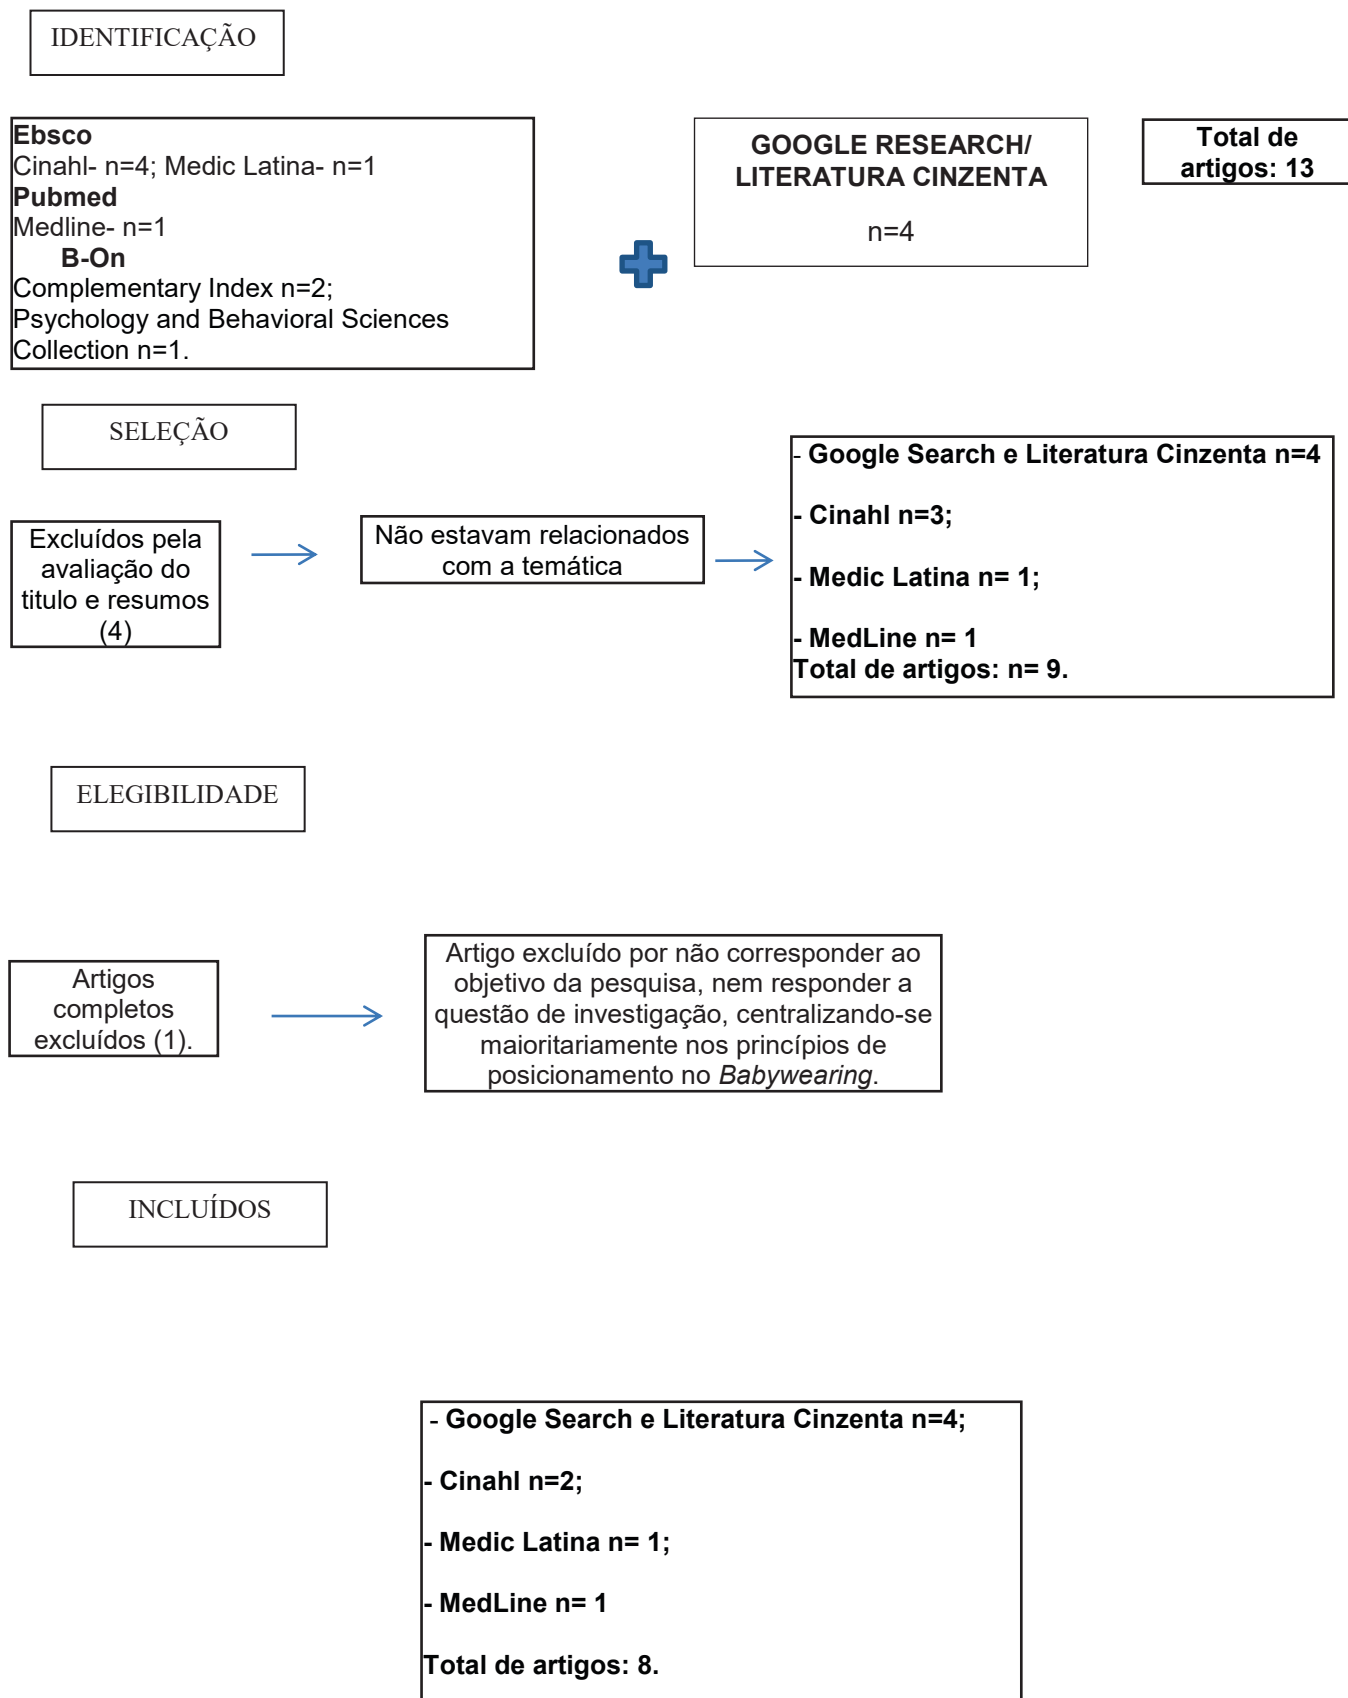 IDENTIFICAÇÃO
Ebsco
Cinahl- n=4; Medic Latina- n=1
Pubmed
Medline- n=1
B-On
Complementary Index n=2;
Psychology and Behavioral Sciences
Collection n=1.
GOOGLE RESEARCH/
LITERATURA CINZENTA
n=4
Total de
artigos: 13
SELEÇÃO
Excluídos pela
avaliação do
titulo e resumos
(4)
Não estavam relacionados
com a temática
- Google Search e Literatura Cinzenta n=4
- Cinahl n=3;
- Medic Latina n= 1;
- MedLine n= 1
Total de artigos: n= 9.
ELEGIBILIDADE
Artigos
completos
excluídos (1).
Artigo excluído por não corresponder ao
objetivo da pesquisa, nem responder a
questão de investigação, centralizando-se
maioritariamente nos princípios de
posicionamento no Babywearing.
INCLUÍDOS
- Google Search e Literatura Cinzenta n=4;
- Cinahl n=2;
- Medic Latina n= 1;
- MedLine n= 1
Total de artigos: 8.